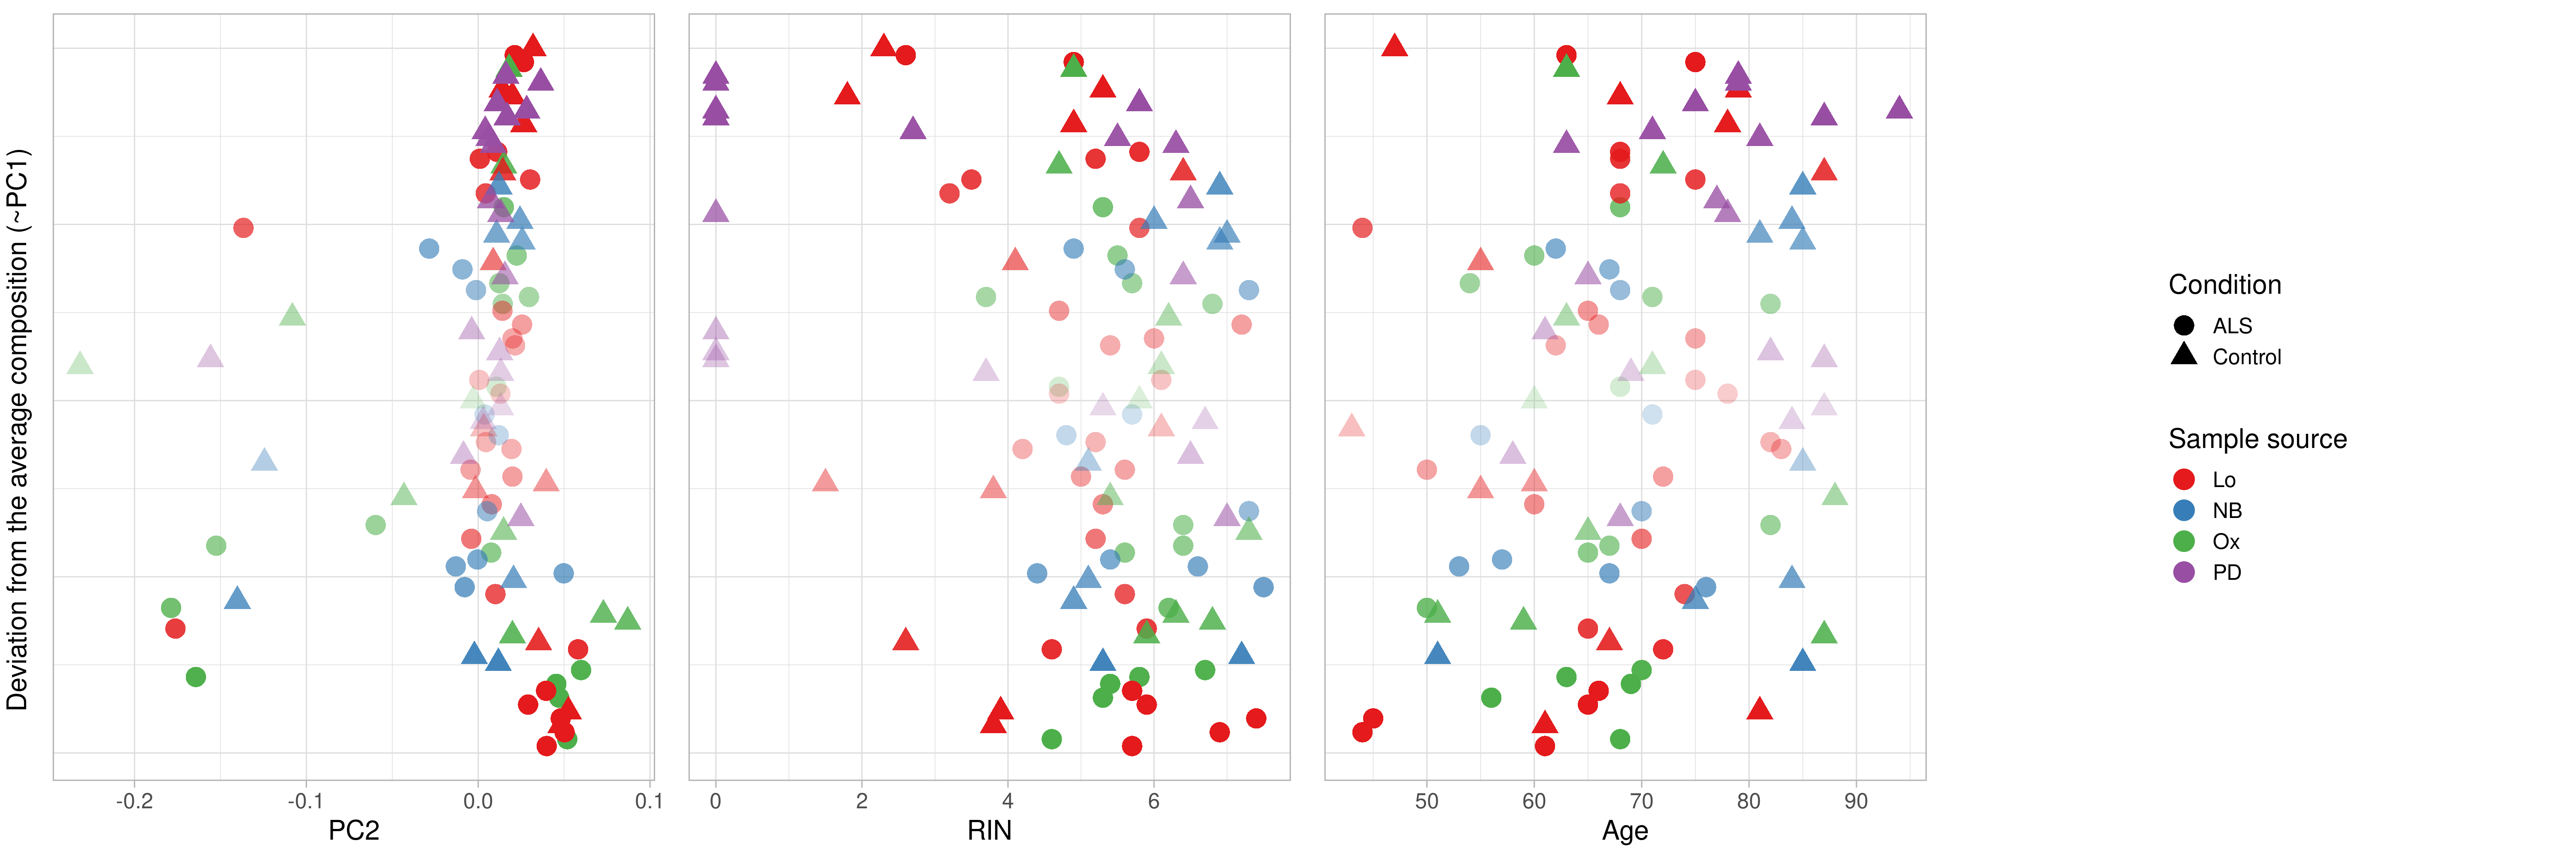 Deviation from the average composition (~PC1)
-0.2 -0.1 0.0 0.1
PC2
0 2 4 6
RIN
50 60 70 80 90
Age
Condition
ALS
Control
Sample source
Lo
NB
Ox
PD